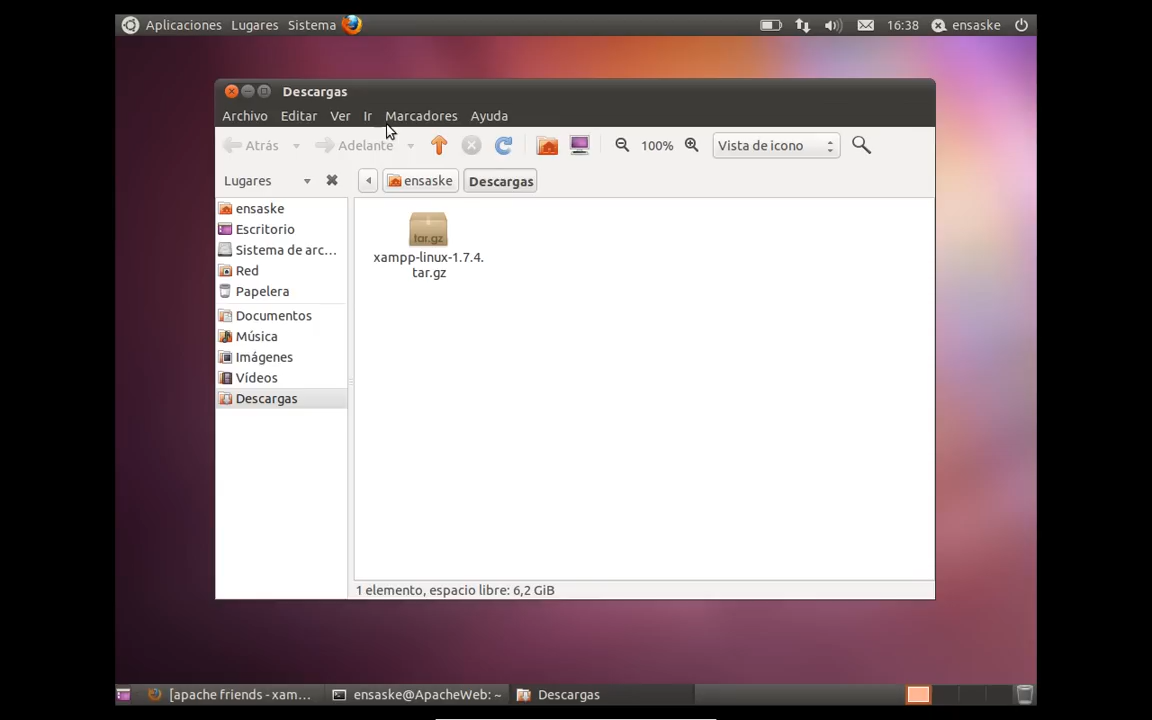 Aplicaciones Lugares Sistema
16:38 ensaske
Descargas
Archivo Editar Ver Ir Marcadores Ayuda
Atrás Adelante 100% Vista de icono
Lugares ensaske Descargas
ensaske
Escritorio
Sistema de arc...
Red
Papelera
Documentos
Música
Imágenes
Vídeos
Descargas
tar.gz
xampp-linux-1.7.4.
tar.gz
1 elemento, espacio libre: 6,2 GiB
[apache friends - xam... ensaske@ApacheWeb: ~ Descargas